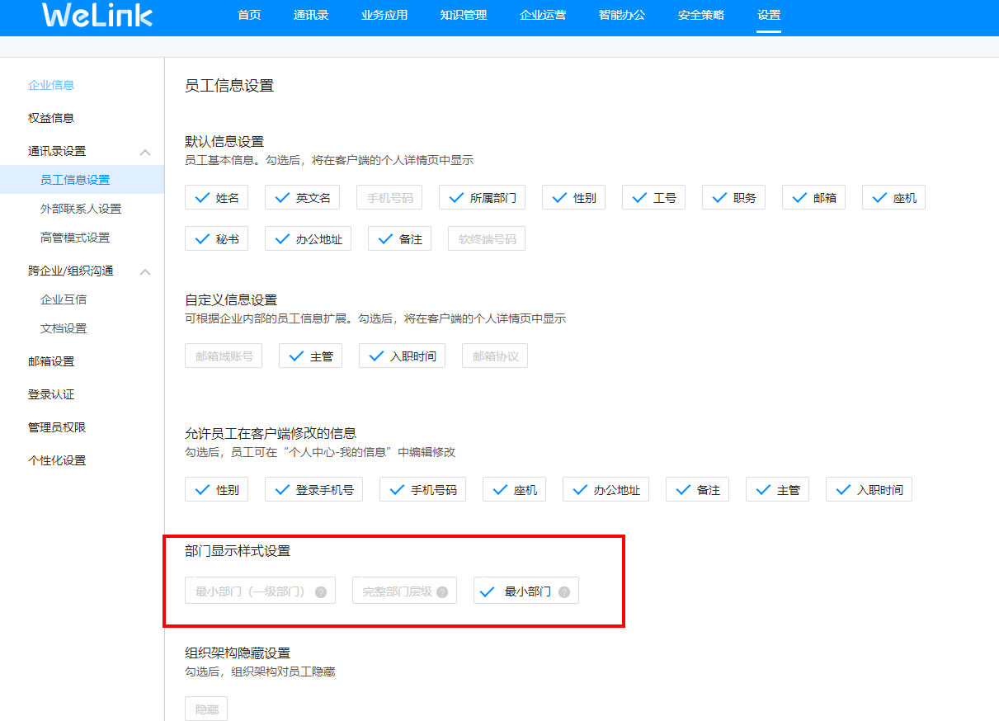 WeLink 首页 通讯录 业务应用 知识管理 企业运营 智能办公 安全策略 设置
企业信息
权益信息
通讯录设置
员工信息设置
外部联系人设置
高管模式设置
跨企业/组织沟通
企业互信
文档设置
邮箱设置
登录认证
管理员权限
个性化设置
员工信息设置
默认信息设置
员工基本信息。勾选后，将在客户端的个人详情页中显示
姓名 英文名 手机号码 所属部门 性别 工号 职务 邮箱 座机
秘书 办公地址 备注 软终端号码
自定义信息设置
可根据企业内部的员工信息扩展。勾选后，将在客户端的个人详情页中显示
邮箱域账号 主管 入职时间 邮箱协议
允许员工在客户端修改的信息
勾选后，员工可在“个人中心-我的信息”中编辑修改
性别 登录手机号 手机号码 座机 办公地址 备注 主管 入职时间
部门显示样式设置
最小部门（一级部门） ? 完整部门层级 ? 最小部门 ?
组织架构隐藏设置
勾选后，组织架构对员工隐藏
隐藏